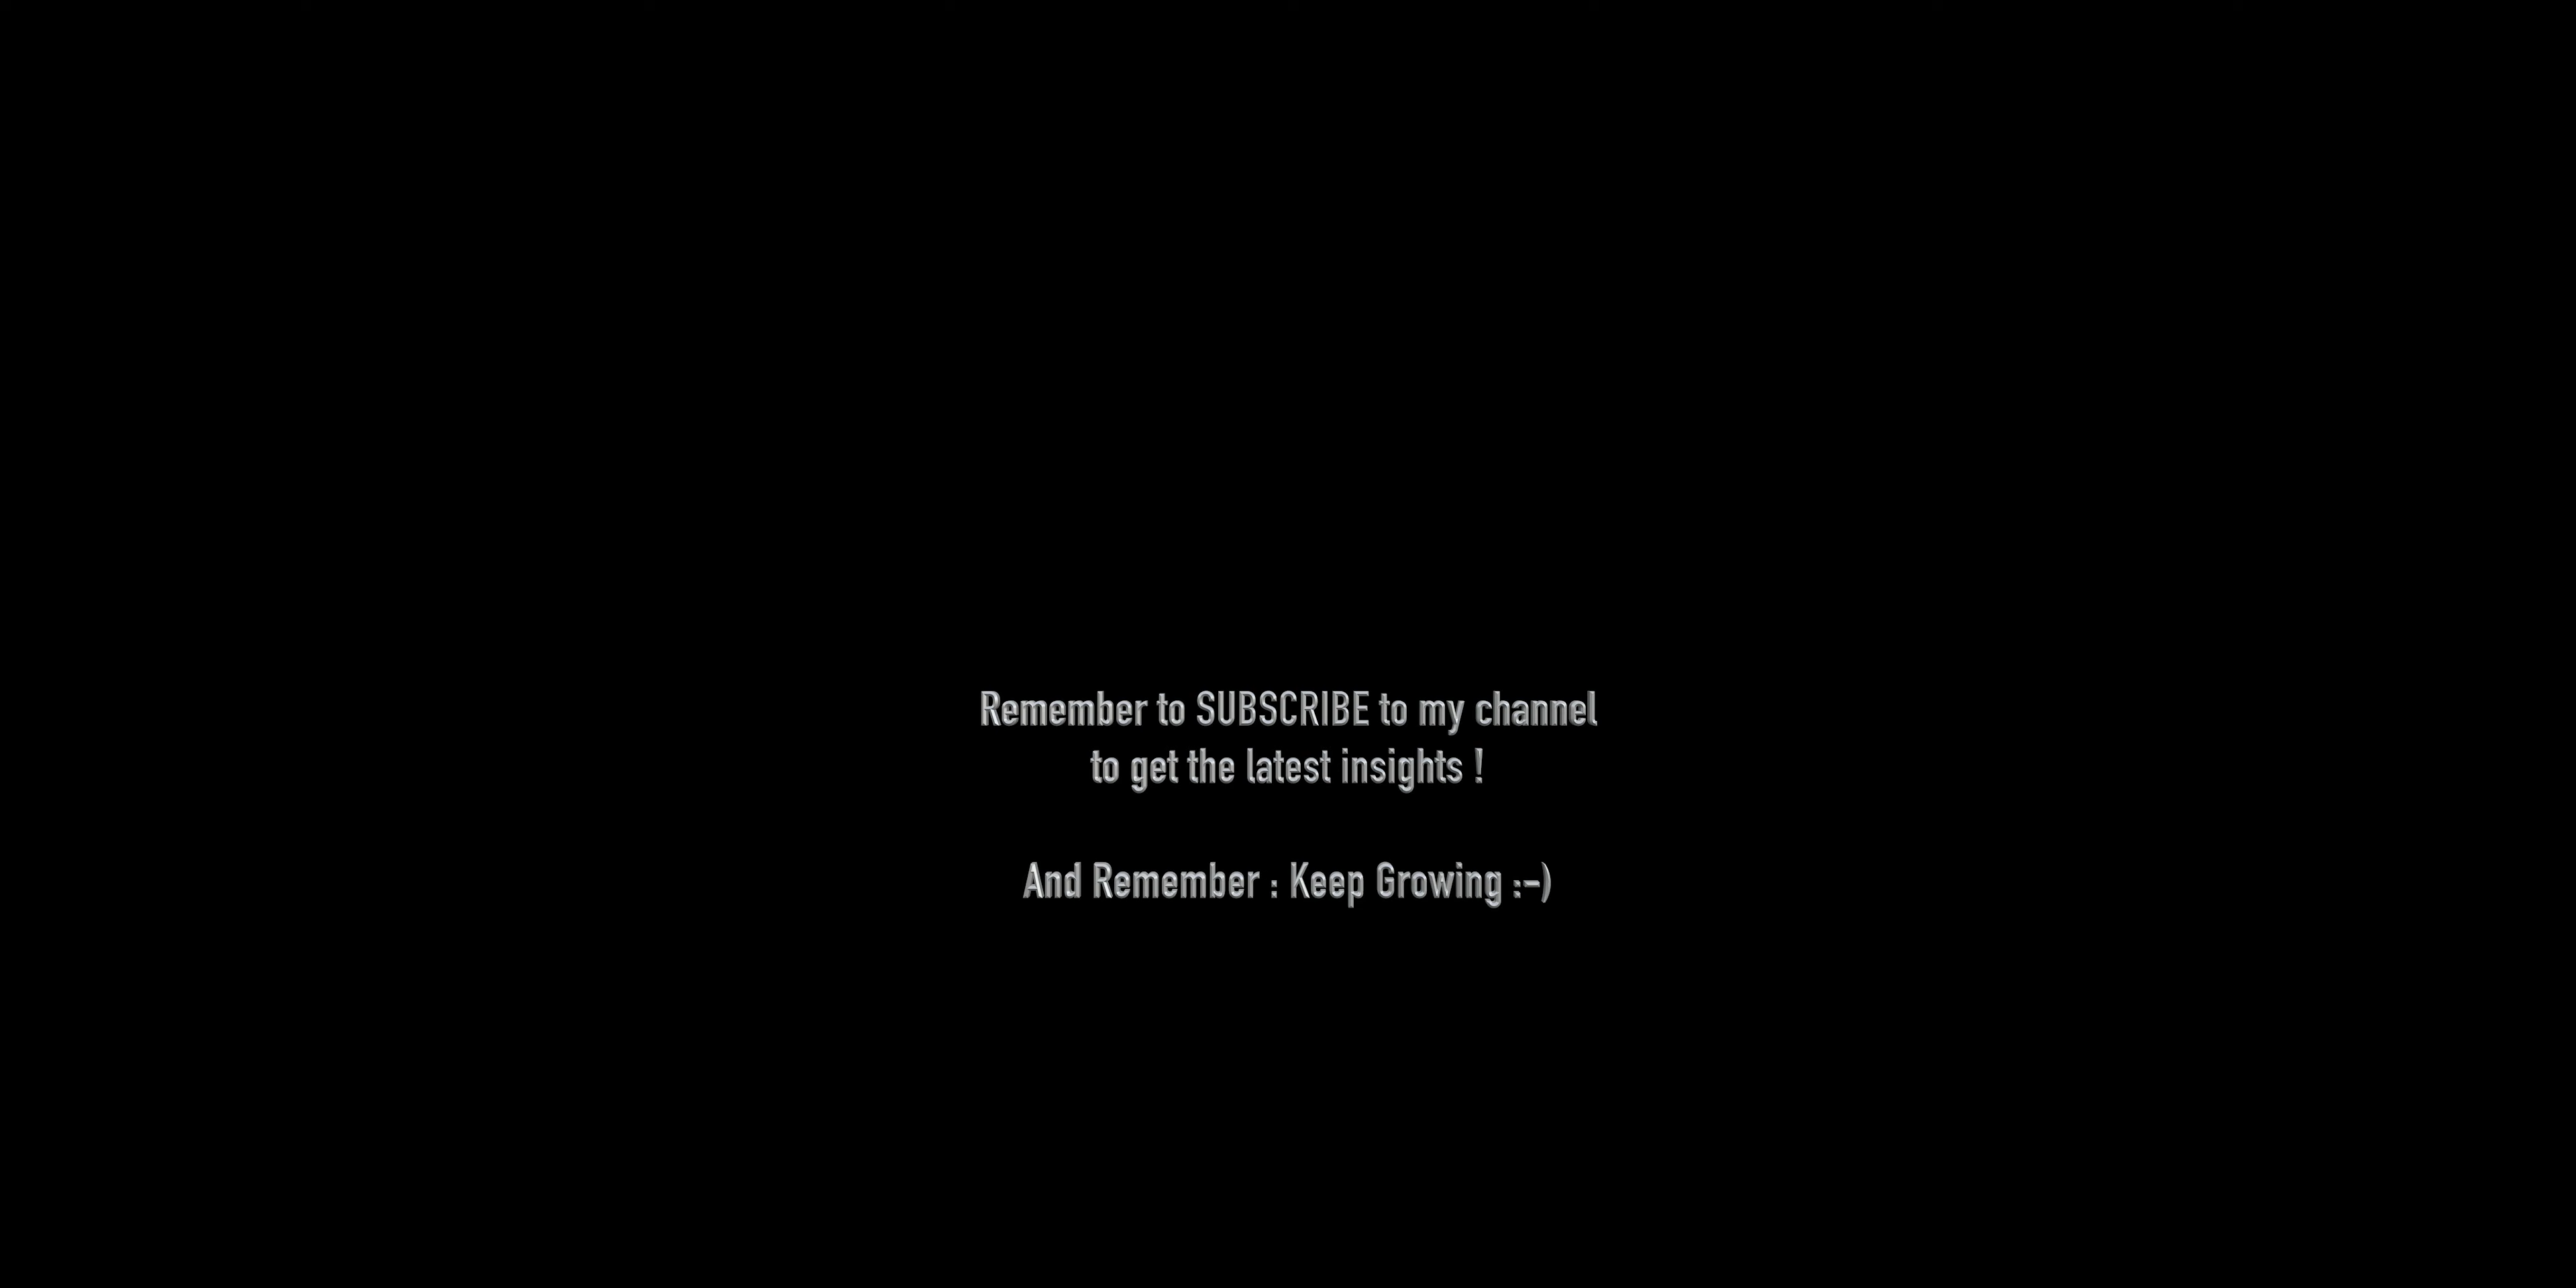 Remember to SUBSCRIBE to my channel
to get the latest insights !
And Remember : Keep Growing :-)